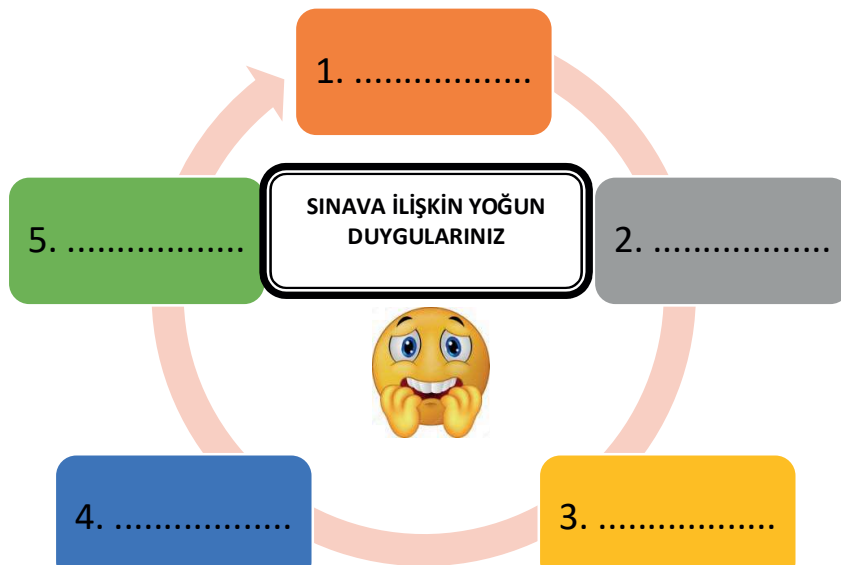 1. ..................
SINAVA İLİŞKİN YOĞUN
DUYGULARINIZ
2. ..................
3. ..................
4. ..................
5. ..................